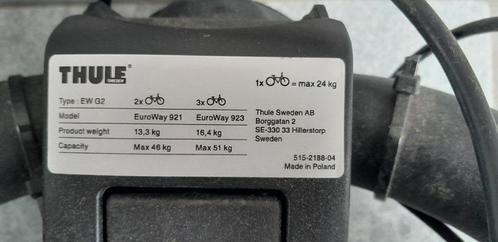 THULE®
SWEDEN
1x = max 24 kg
Type : EW G2 2x 3x
Model EuroWay 921 EuroWay 923
Product weight 13,3 kg 16,4 kg
Capacity Max 46 kg Max 51 kg
Thule Sweden AB
Borggatan 2
SE-330 33 Hillerstorp
Sweden
515-2188-04
Made in Poland